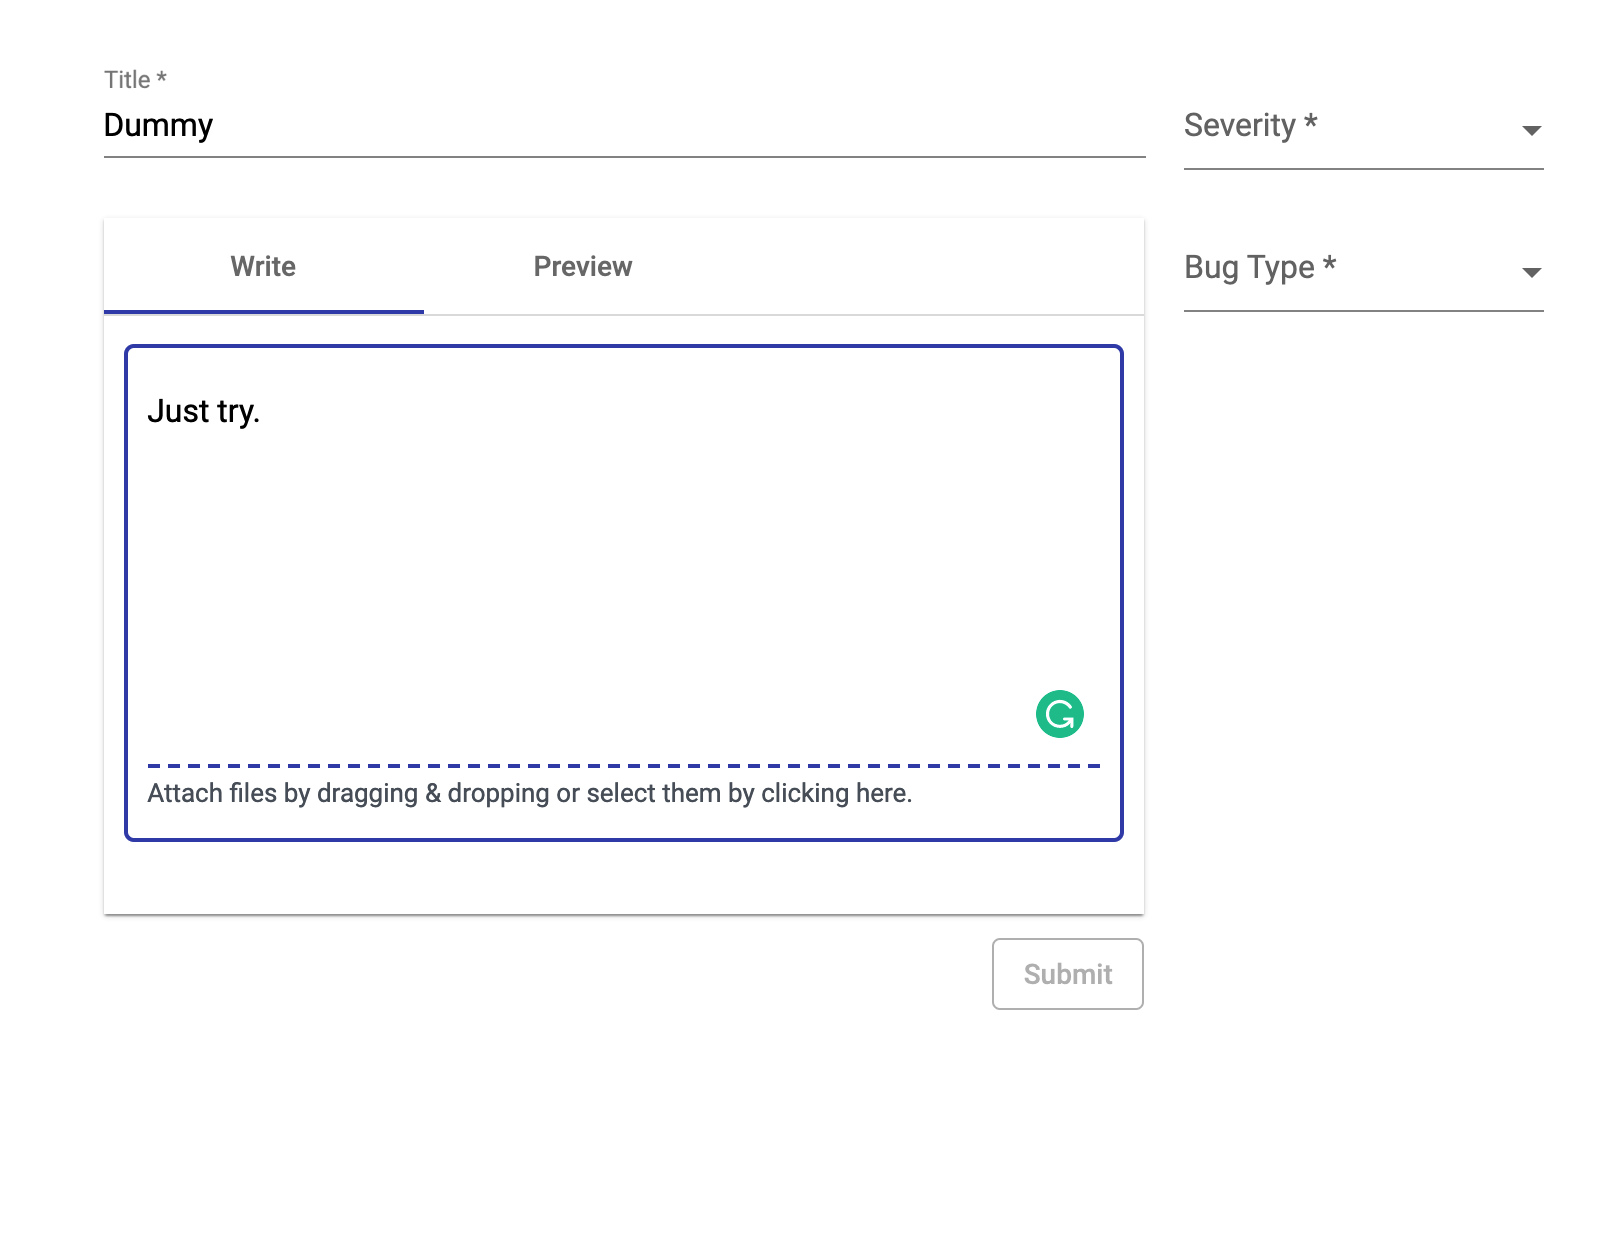 Title *
Dummy
Severity *
Write
Preview
Bug Type *
Just try.
Attach files by dragging & dropping or select them by clicking here.
Submit